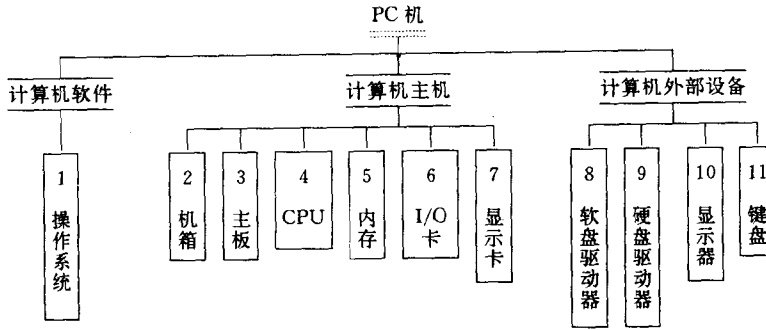 PC 机
计算机软件
计算机主机
计算机外部设备
1 操作系统
2 机箱
3 主板
4 CPU
5 内存
6 I/O 卡
7 显示卡
8 软盘驱动器
9 硬盘驱动器
10 显示器
11 键盘